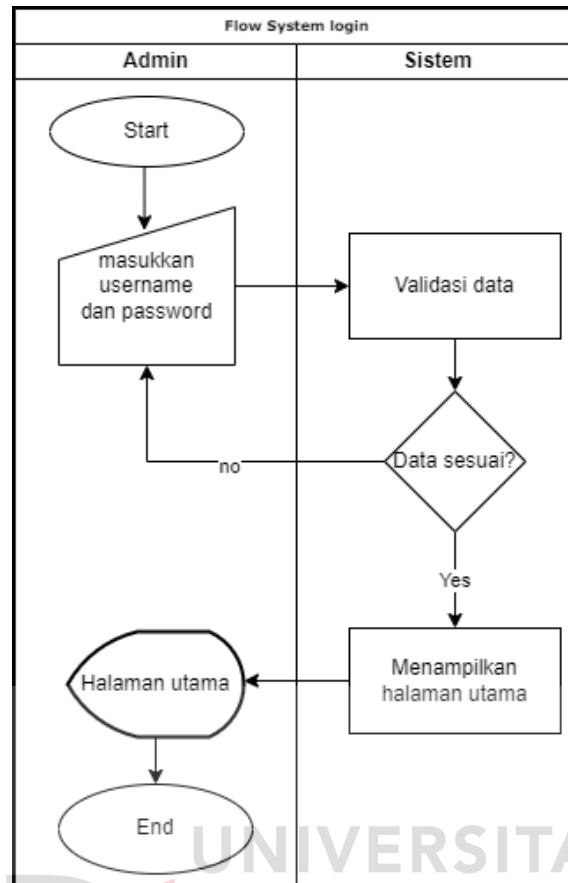 Flow System login
Admin
Sistem
Start
masukkan
username
dan password
Validasi data
Data sesuai?
no
Yes
Menampilkan
halaman utama
Halaman utama
End
UNIVERSITA